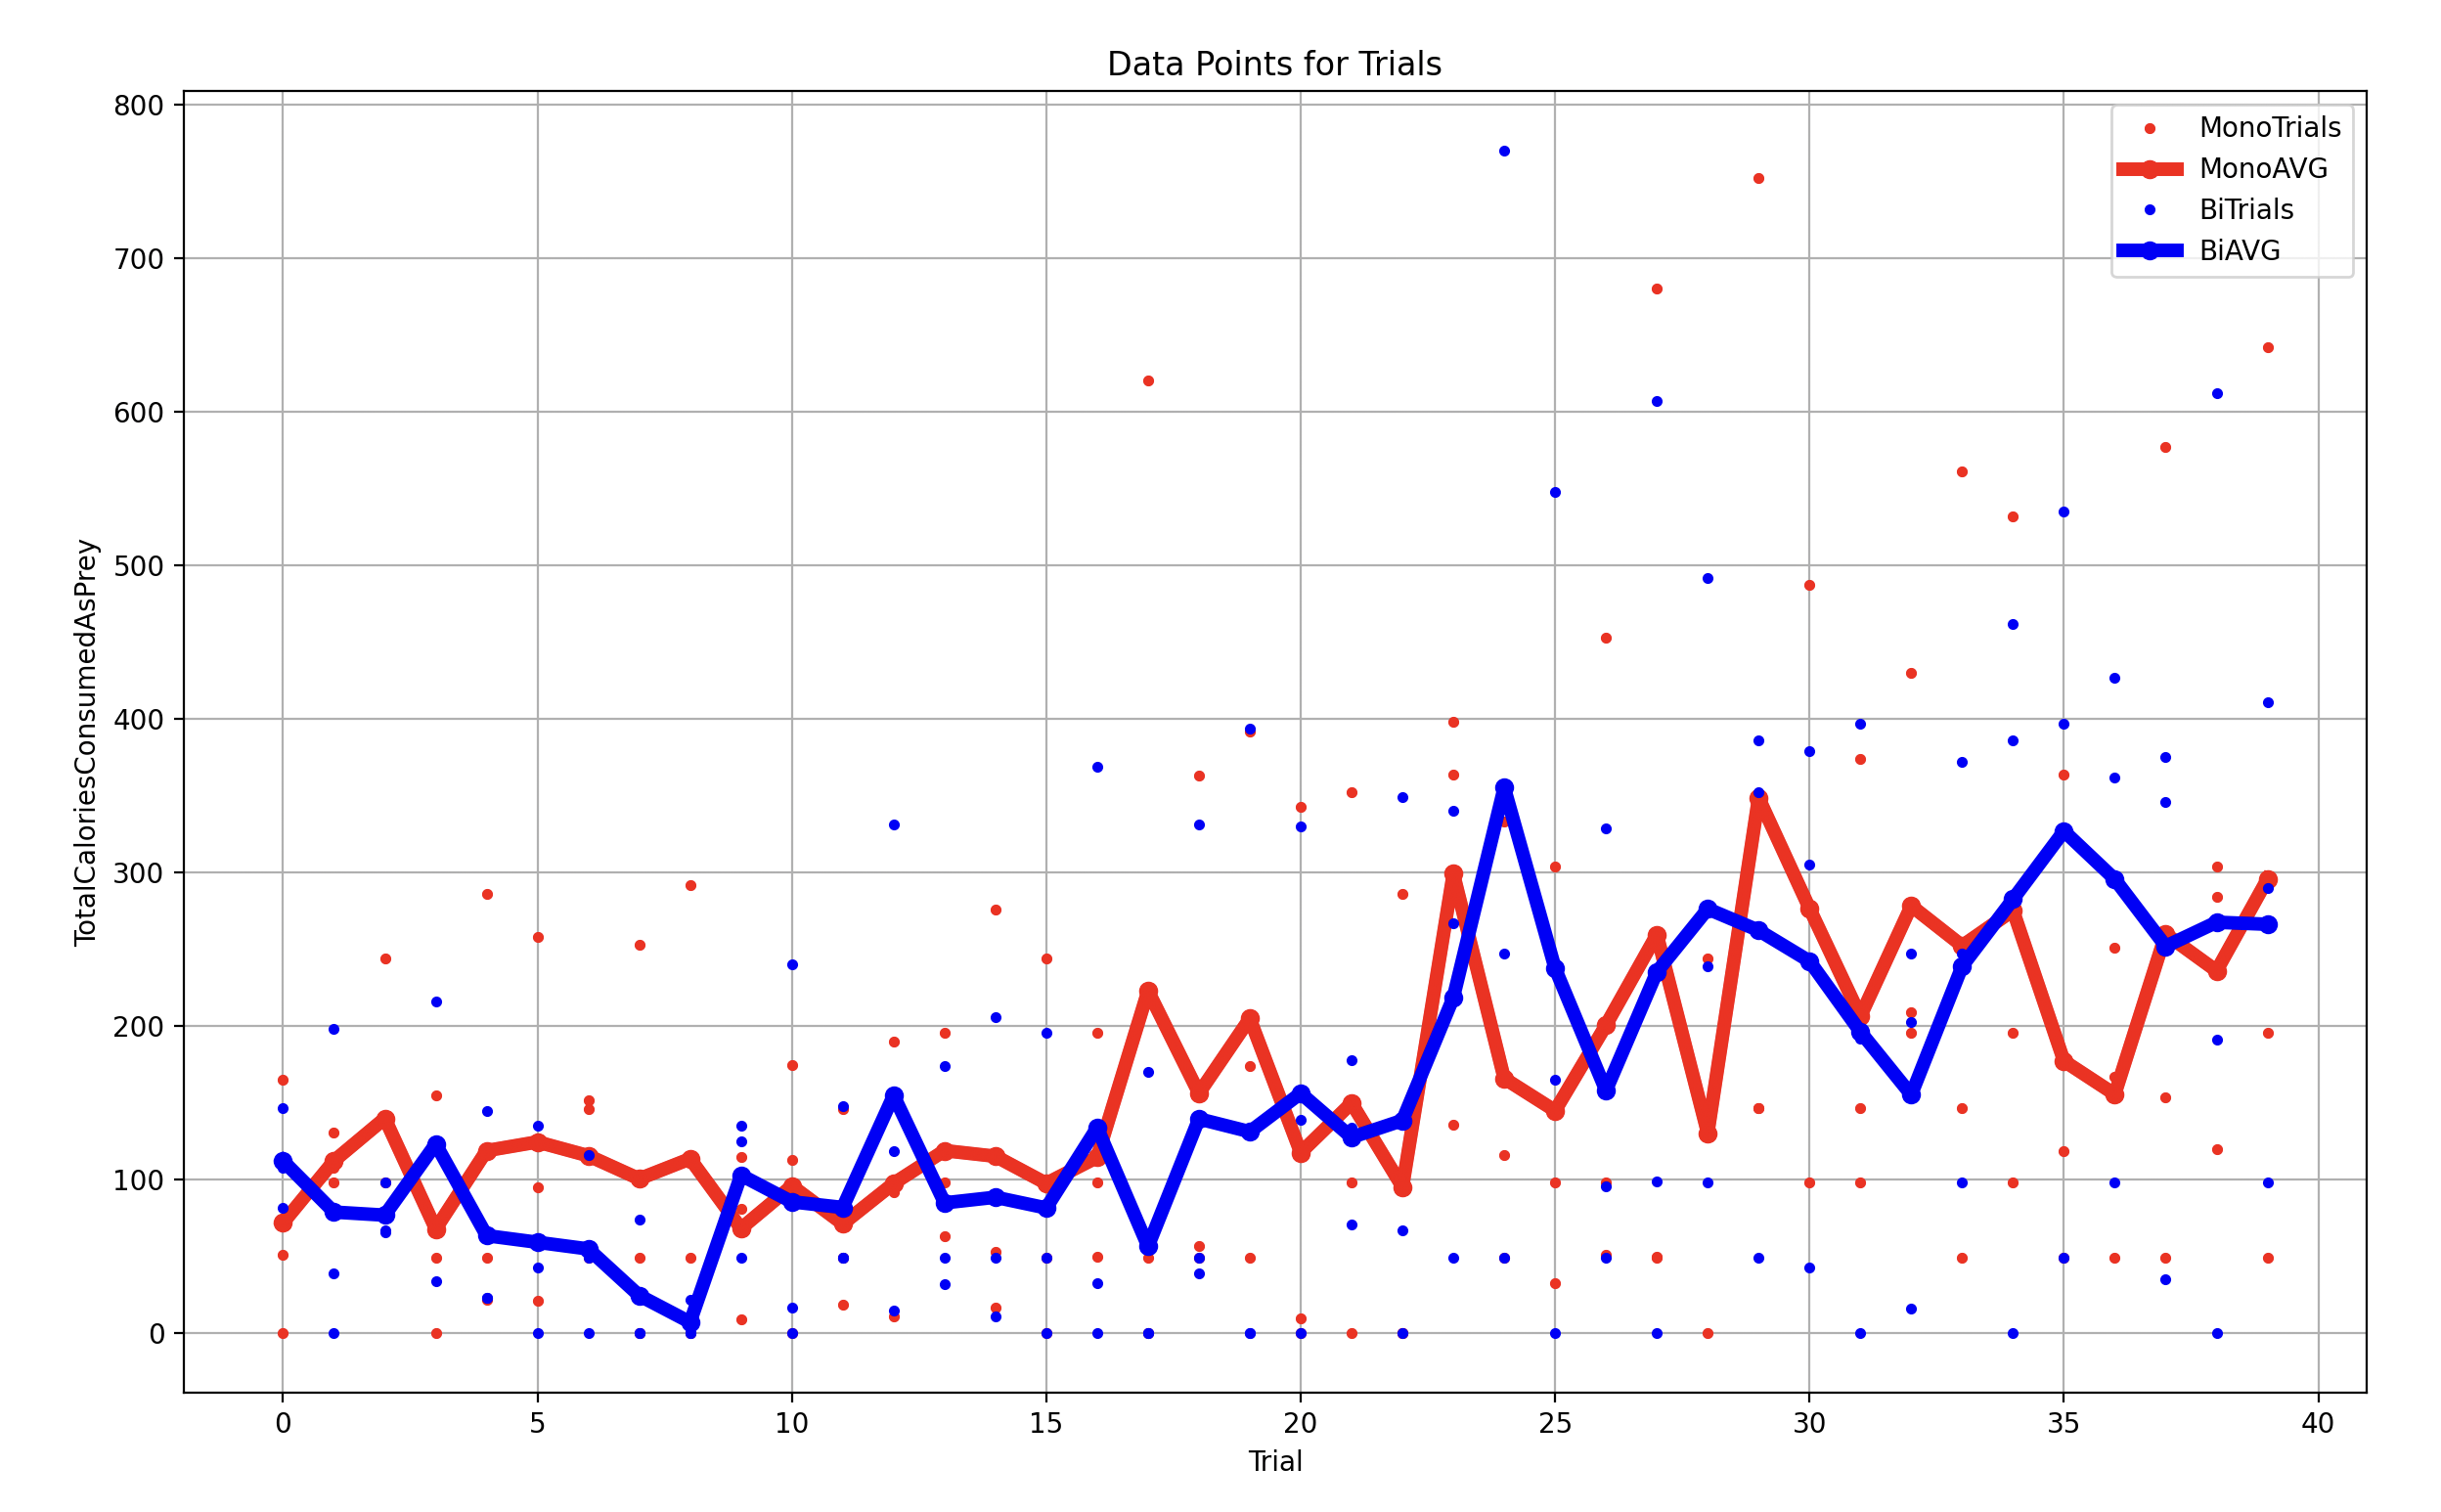 Data Points for Trials
800
700
600
500
400
300
200
100
0
TotalCaloriesConsumedAsPrey
MonoTrials
MonoAVG
BiTrials
BiAVG
0 5 10 15 20 25 30 35 40
Trial